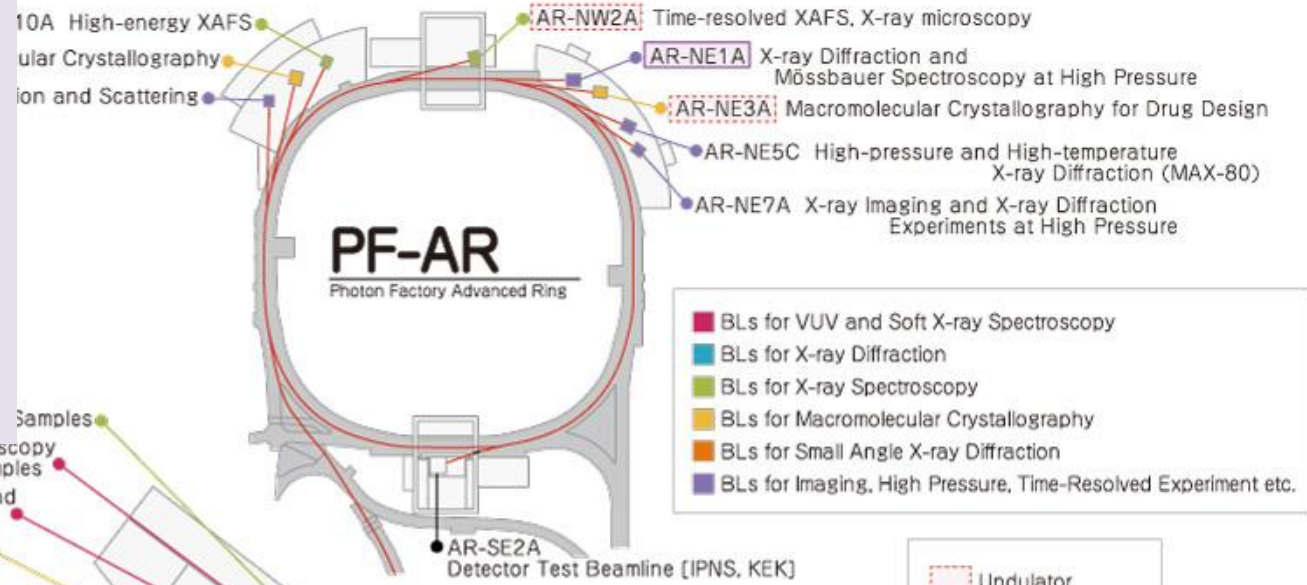 10A High-energy XAFS
ular Crystallography
ion and Scattering
AR-NW2A Time-resolved XAFS, X-ray microscopy
AR-NE1A X-ray Diffraction and
Mössbauer Spectroscopy at High Pressure
AR-NE3A Macromolecular Crystallography for Drug Design
AR-NE5C High-pressure and High-temperature
X-ray Diffraction (MAX-80)
AR-NE7A X-ray Imaging and X-ray Diffraction
Experiments at High Pressure
PF-AR
Photon Factory Advanced Ring
BLs for VUV and Soft X-ray Spectroscopy
BLs for X-ray Diffraction
BLs for X-ray Spectroscopy
BLs for Macromolecular Crystallography
BLs for Small Angle X-ray Diffraction
BLs for Imaging, High Pressure, Time-Resolved Experiment etc.
Samples
scopy
ples
nd
AR-SE2A
Detector Test Beamline [IPNS, KEK]
Undulator